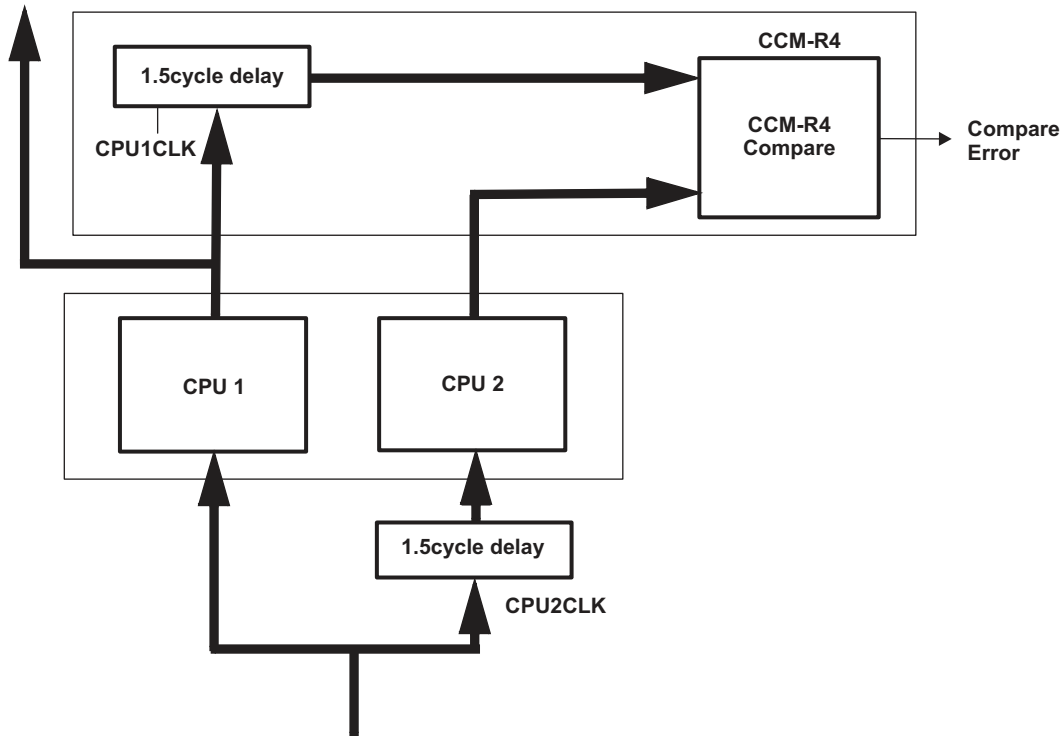 CCM-R4
1.5cycle delay
CPU1CLK
CCM-R4
Compare
Compare
Error
CPU 1
CPU 2
1.5cycle delay
CPU2CLK